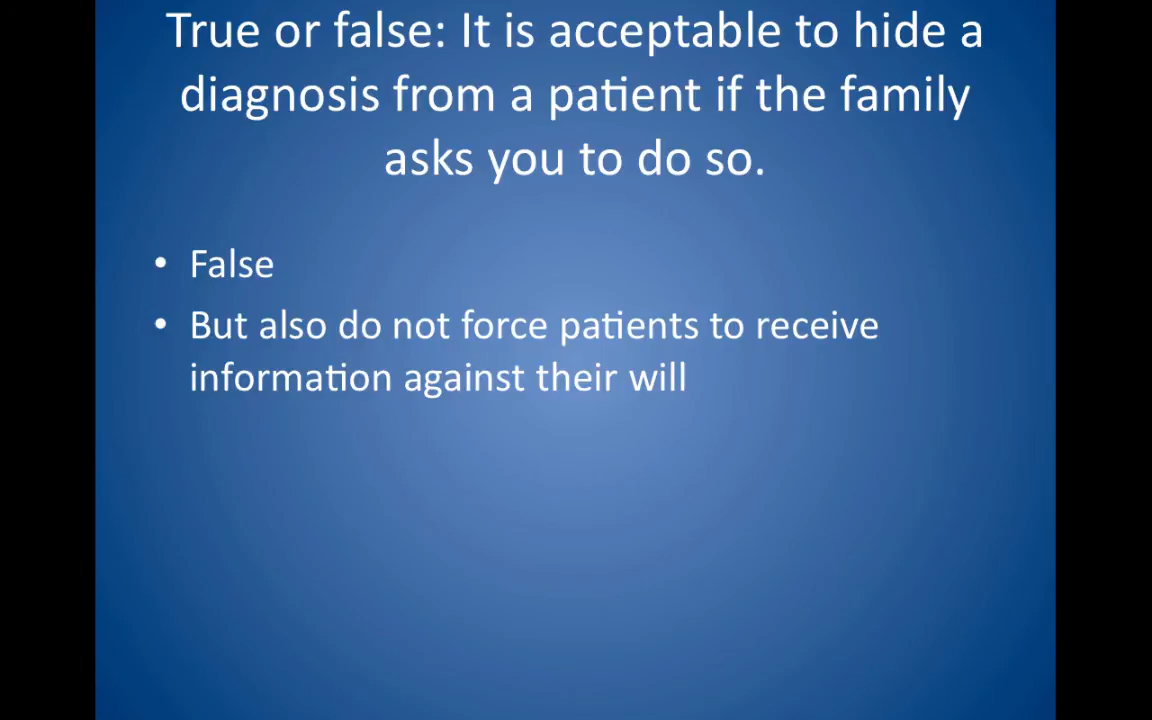 True or false: It is acceptable to hide a
diagnosis from a patient if the family
asks you to do so.
• False
• But also do not force patients to receive
information against their will